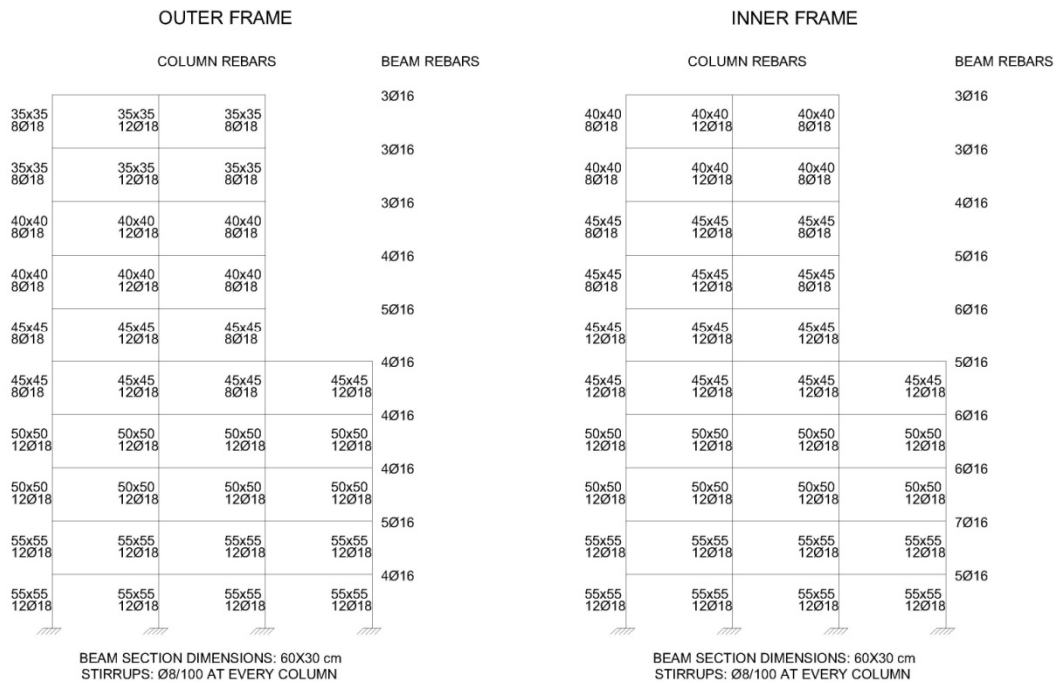 OUTER FRAME
COLUMN REBARS
BEAM REBARS
3Ø16
35x35 35x35 35x35
8Ø18 12Ø18 8Ø18
3Ø16
35x35 35x35 35x35
8Ø18 12Ø18 8Ø18
3Ø16
40x40 40x40 40x40
8Ø18 12Ø18 8Ø18
4Ø16
40x40 40x40 40x40
8Ø18 12Ø18 8Ø18
5Ø16
45x45 45x45 45x45
8Ø18 12Ø18 8Ø18
4Ø16
45x45 45x45 45x45 45x45
8Ø18 12Ø18 8Ø18 12Ø18
4Ø16
50x50 50x50 50x50 50x50
12Ø18 12Ø18 12Ø18 12Ø18
4Ø16
50x50 50x50 50x50 50x50
12Ø18 12Ø18 12Ø18 12Ø18
5Ø16
55x55 55x55 55x55 55x55
12Ø18 12Ø18 12Ø18 12Ø18
4Ø16
55x55 55x55 55x55 55x55
12Ø18 12Ø18 12Ø18 12Ø18
BEAM SECTION DIMENSIONS: 60X30 cm
STIRRUPS: Ø8/100 AT EVERY COLUMN
INNER FRAME
COLUMN REBARS
BEAM REBARS
3Ø16
40x40 40x40 40x40
8Ø18 12Ø18 8Ø18
3Ø16
40x40 40x40 40x40
8Ø18 12Ø18 8Ø18
4Ø16
45x45 45x45 45x45
8Ø18 12Ø18 8Ø18
5Ø16
45x45 45x45 45x45
8Ø18 12Ø18 8Ø18
6Ø16
45x45 45x45 45x45
12Ø18 12Ø18 12Ø18
5Ø16
45x45 45x45 45x45 45x45
12Ø18 12Ø18 12Ø18 12Ø18
6Ø16
50x50 50x50 50x50 50x50
12Ø18 12Ø18 12Ø18 12Ø18
6Ø16
50x50 50x50 50x50 50x50
12Ø18 12Ø18 12Ø18 12Ø18
7Ø16
55x55 55x55 55x55 55x55
12Ø18 12Ø18 12Ø18 12Ø18
5Ø16
55x55 55x55 55x55 55x55
12Ø18 12Ø18 12Ø18 12Ø18
BEAM SECTION DIMENSIONS: 60X30 cm
STIRRUPS: Ø8/100 AT EVERY COLUMN